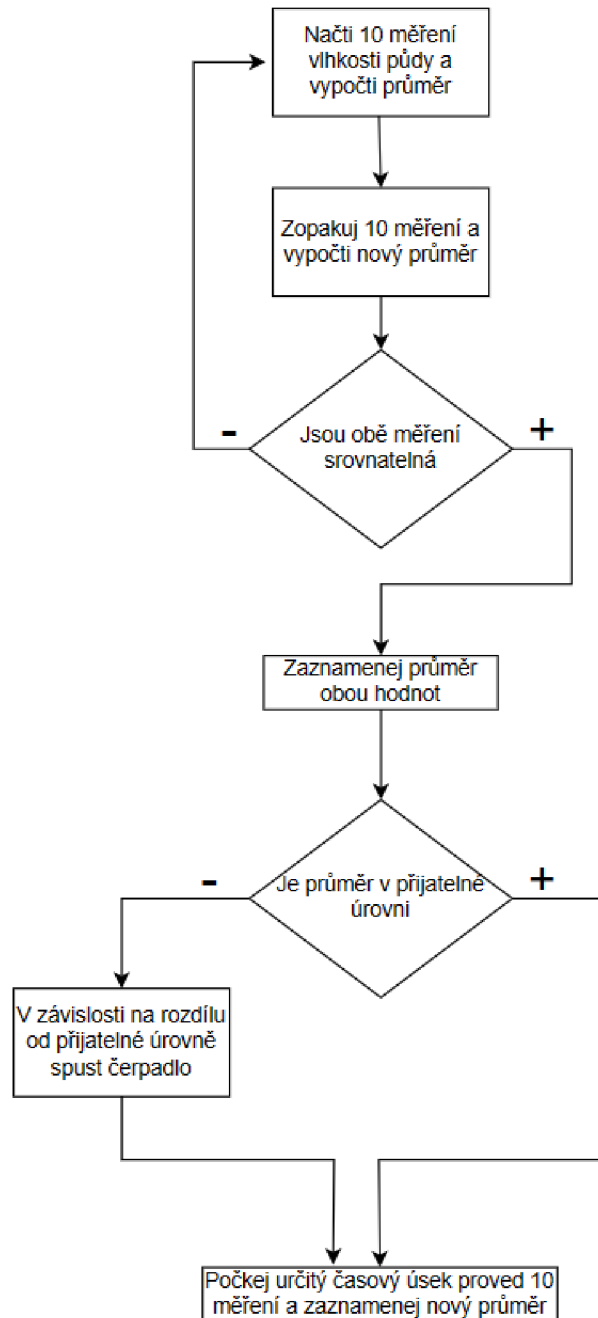 Načti 10 měření
vlhkosti půdy a
vypočti průměr
Zopakuj 10 měření a
vypočti nový průměr
Jsou obě měření
srovnatelná
-
+
Zaznamenej průměr
obou hodnot
Je průměr v přijatelné
úrovni
-
+
V závislosti na rozdílu
od přijatelné úrovně
spust čerpadlo
Počkej určitý časový úsek proved 10
měření a zaznamenej nový průměr